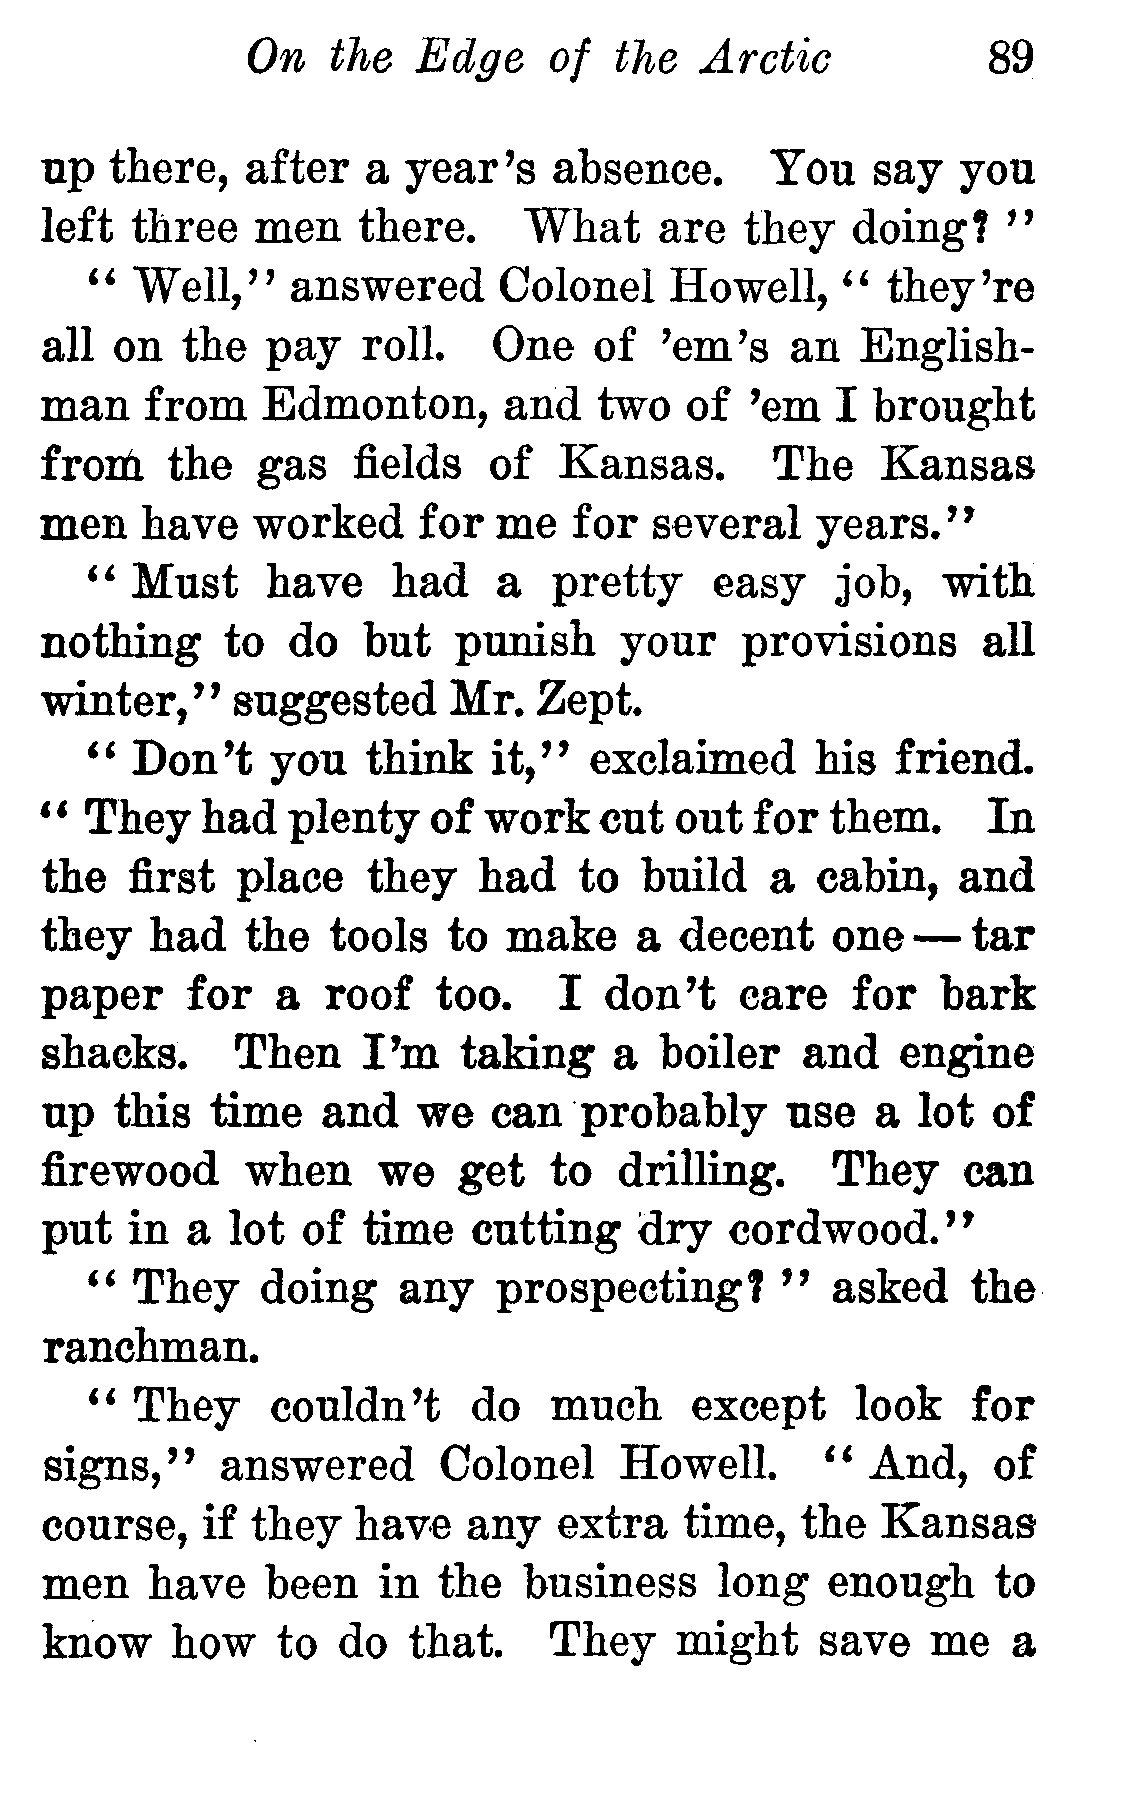 On the Edge of the Arctic 89
up there, after a year's absence. You say you
left three men there. What are they doing?"
"Well," answered Colonel Howell, "they're
all on the pay roll. One of 'em's an English-
man from Edmonton, and two of 'em I brought
from the gas fields of Kansas. The Kansas
men have worked for me for several years."
"Must have had a pretty easy job, with
nothing to do but punish your provisions all
winter," suggested Mr. Zept.
"Don't you think it," exclaimed his friend.
"They had plenty of work cut out for them. In
the first place they had to build a cabin, and
they had the tools to make a decent one—tar
paper for a roof too. I don't care for bark
shacks. Then I'm taking a boiler and engine
up this time and we can probably use a lot of
firewood when we get to drilling. They can
put in a lot of time cutting dry cordwood."
"They doing any prospecting?" asked the
ranchman.
"They couldn't do much except look for
signs," answered Colonel Howell. "And, of
course, if they have any extra time, the Kansas
men have been in the business long enough to
know how to do that. They might save me a